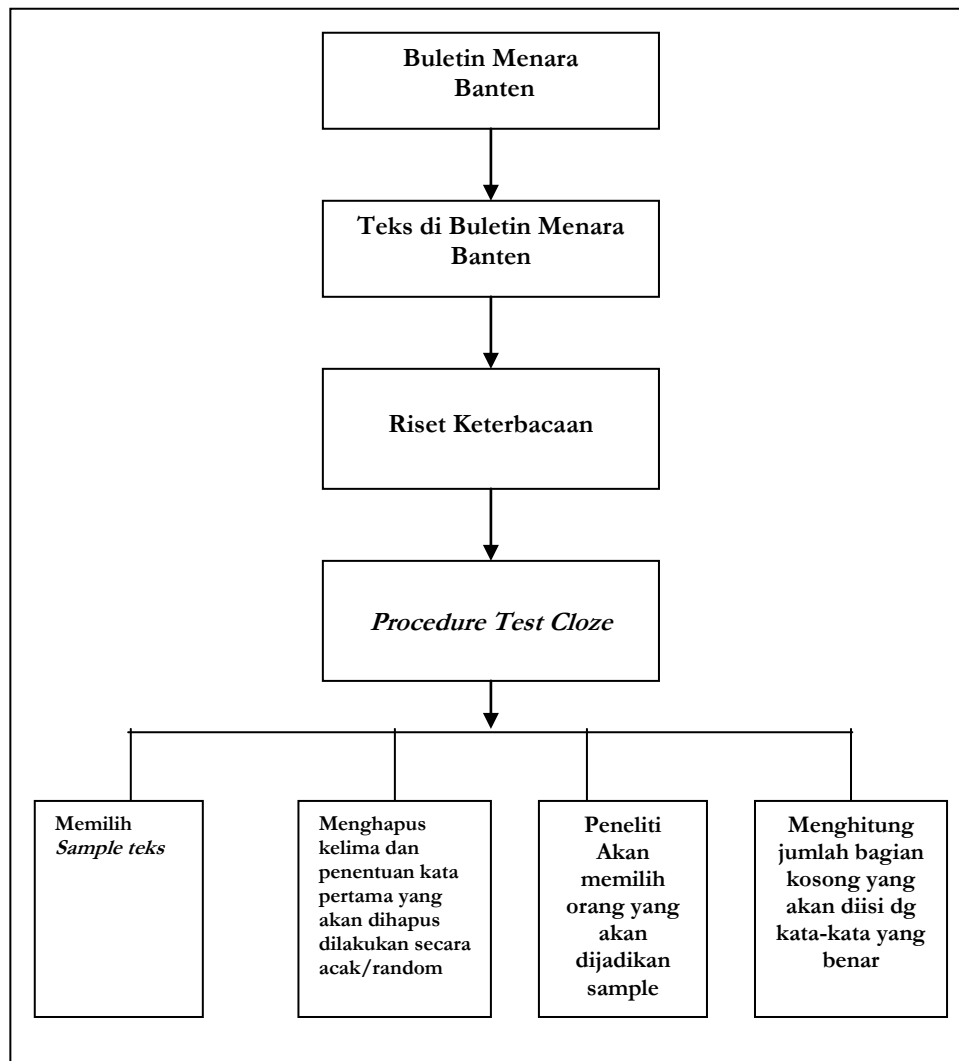 Buletin Menara
Banten
Teks di Buletin Menara
Banten
Riset Keterbacaan
Procedure Test Cloze
Memilih
Sample teks
Menghapus
kelima dan
penentuan kata
pertama yang
akan dihapus
dilakukan secara
acak/random
Peneliti
Akan
memilih
orang yang
akan
dijadikan
sample
Menghitung
jumlah bagian
kosong yang
akan diisi dg
kata-kata yang
benar